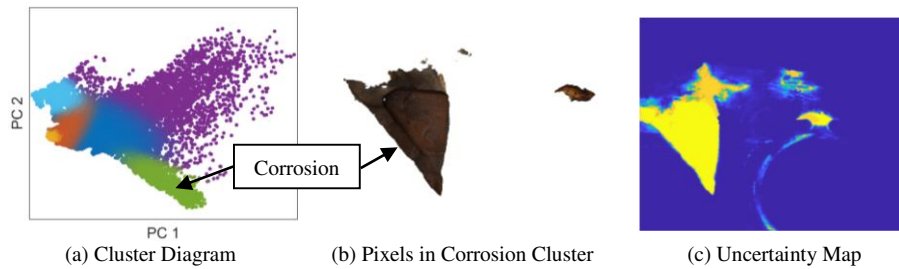 PC 2
Corrosion
PC 1
(a) Cluster Diagram
(b) Pixels in Corrosion Cluster
(c) Uncertainty Map